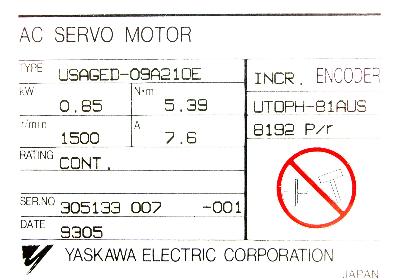 AC SERVO MOTOR
TYPE USAGED-09A21OE
KW 0.85 N·m 5.39
r/min 1500 A 7.6
RATING CONT.
SER.NO 305133 007 -001
DATE 9305
INCR. ENCODER
UTOPH-81AUS
8192 P/r
YASKAWA ELECTRIC CORPORATION
JAPAN